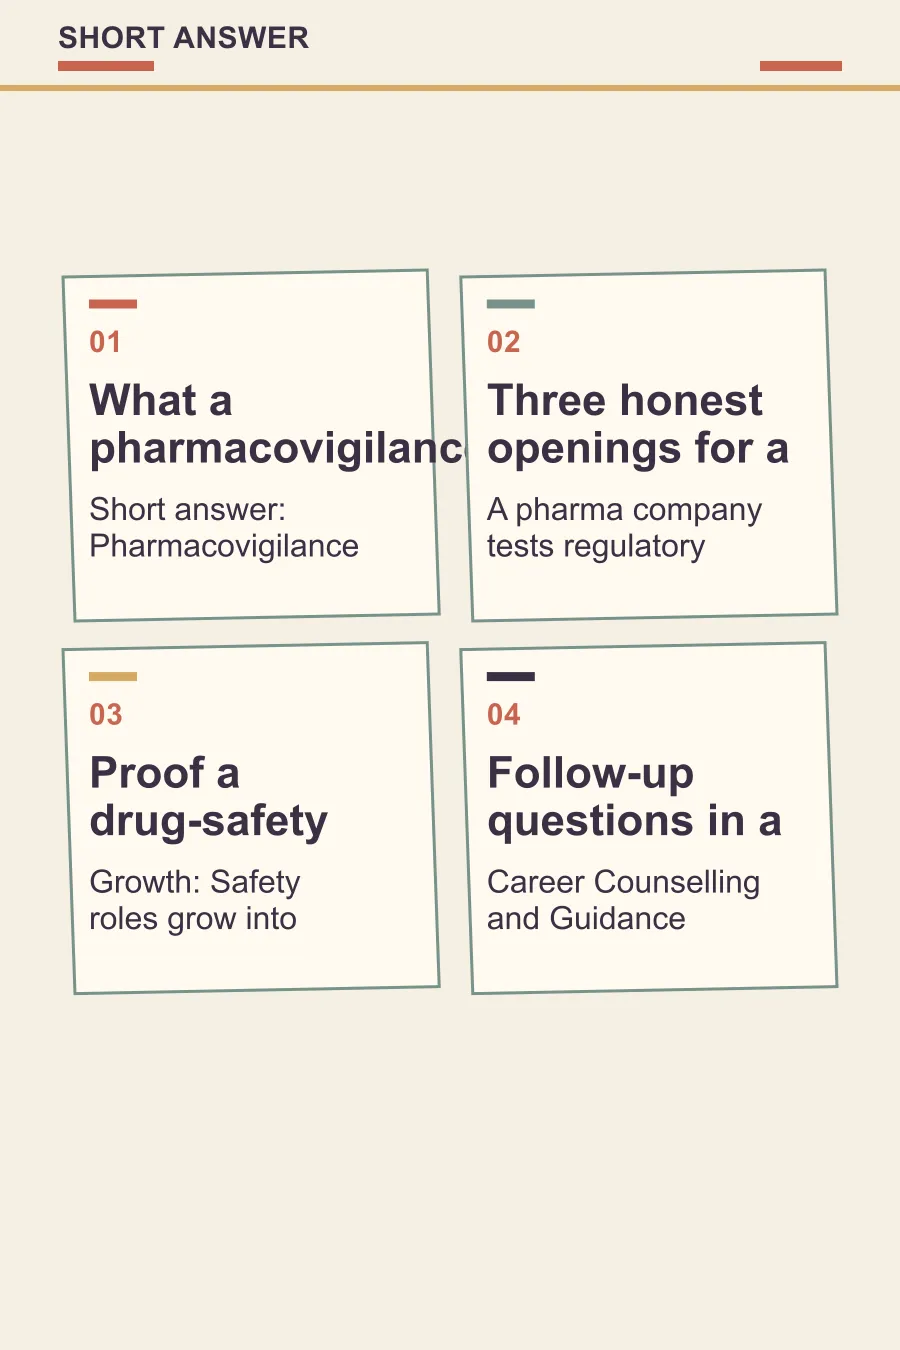 SHORT ANSWER
01
What a
pharmacovigilanc
Short answer:
Pharmacovigilance
02
Three honest
openings for a
A pharma company
tests regulatory
03
Proof a
drug-safety
Growth: Safety
roles grow into
04
Follow-up
questions in a
Career Counselling
and Guidance